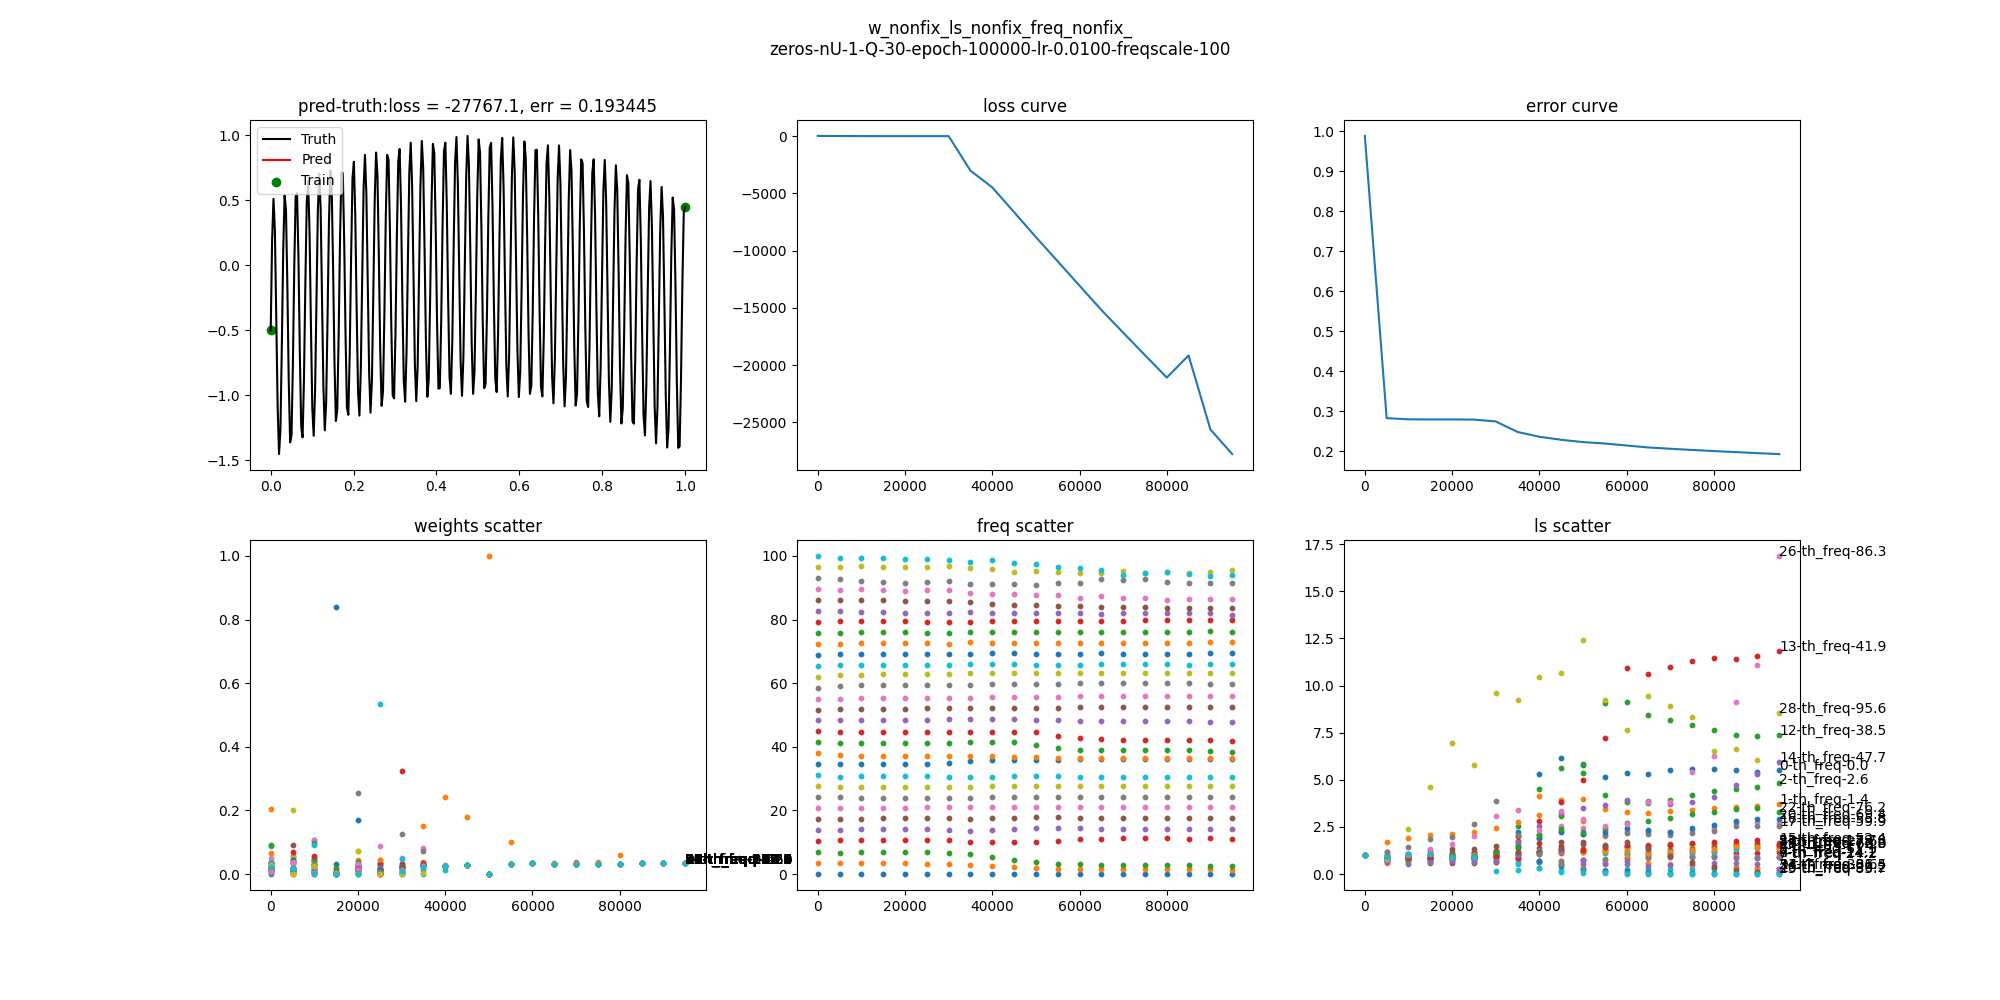 w_nonfix_ls_nonfix_freq_nonfix_
zeros-nU-1-Q-30-epoch-100000-lr-0.0100-freqscale-100
pred-truth:loss = -27767.1, err = 0.193445
Truth
Pred
Train
1.0
0.5
0.0
−0.5
−1.0
−1.5
0.0 0.2 0.4 0.6 0.8 1.0
loss curve
0
−5000
−10000
−15000
−20000
−25000
0 20000 40000 60000 80000
error curve
1.0
0.9
0.8
0.7
0.6
0.5
0.4
0.3
0.2
0 20000 40000 60000 80000
weights scatter
1.0
0.8
0.6
0.4
0.2
0.0
0 20000 40000 60000 80000
freq scatter
100
80
60
40
20
0
0 20000 40000 60000 80000
ls scatter
17.5
15.0
12.5
10.0
7.5
5.0
2.5
0.0
0 20000 40000 60000 80000
26-th_freq-86.3
13-th_freq-41.9
28-th_freq-95.6
12-th_freq-38.5
14-th_freq-47.7
0-th_freq-0.0
2-th_freq-2.6
1-th_freq-1.4
22-th_freq-76.2